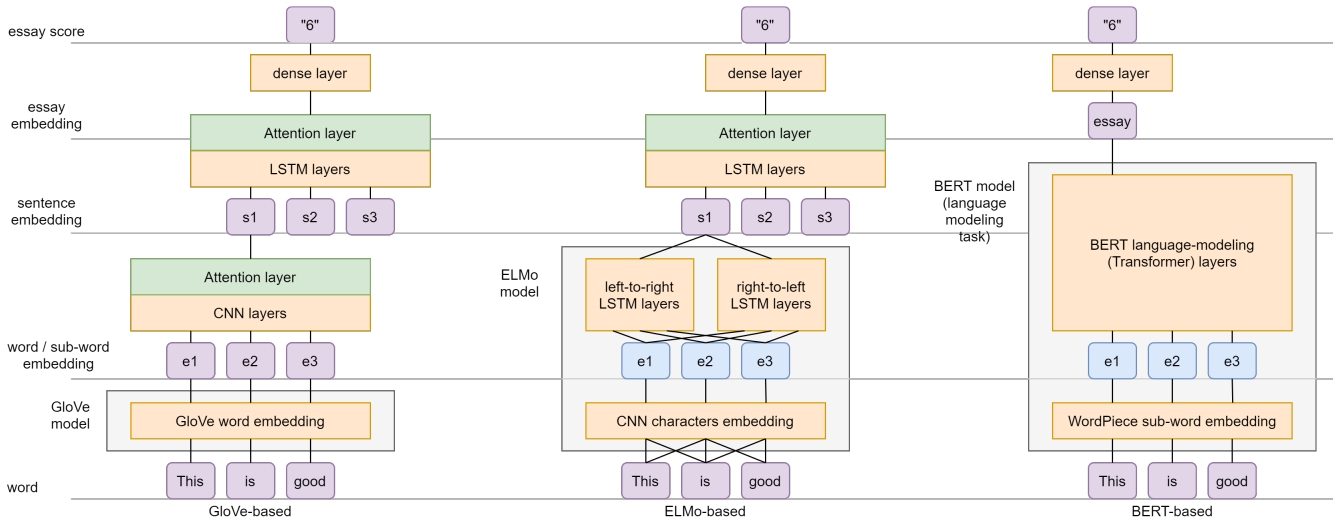 essay score
"6"
"6"
"6"
dense layer
dense layer
dense layer
essay
embedding
essay
Attention layer
Attention layer
LSTM layers
LSTM layers
BERT model
(language
modeling
task)
sentence
embedding
s1
s2
s3
s1
s2
s3
BERT language-modeling
(Transformer) layers
Attention layer
CNN layers
ELMo
model
left-to-right
LSTM layers
right-to-left
LSTM layers
word / sub-word
embedding
e1
e2
e3
e1
e2
e3
e1
e2
e3
GloVe
model
GloVe word embedding
CNN characters embedding
WordPiece sub-word embedding
word
This
is
good
This
is
good
This
is
good
GloVe-based
ELMo-based
BERT-based